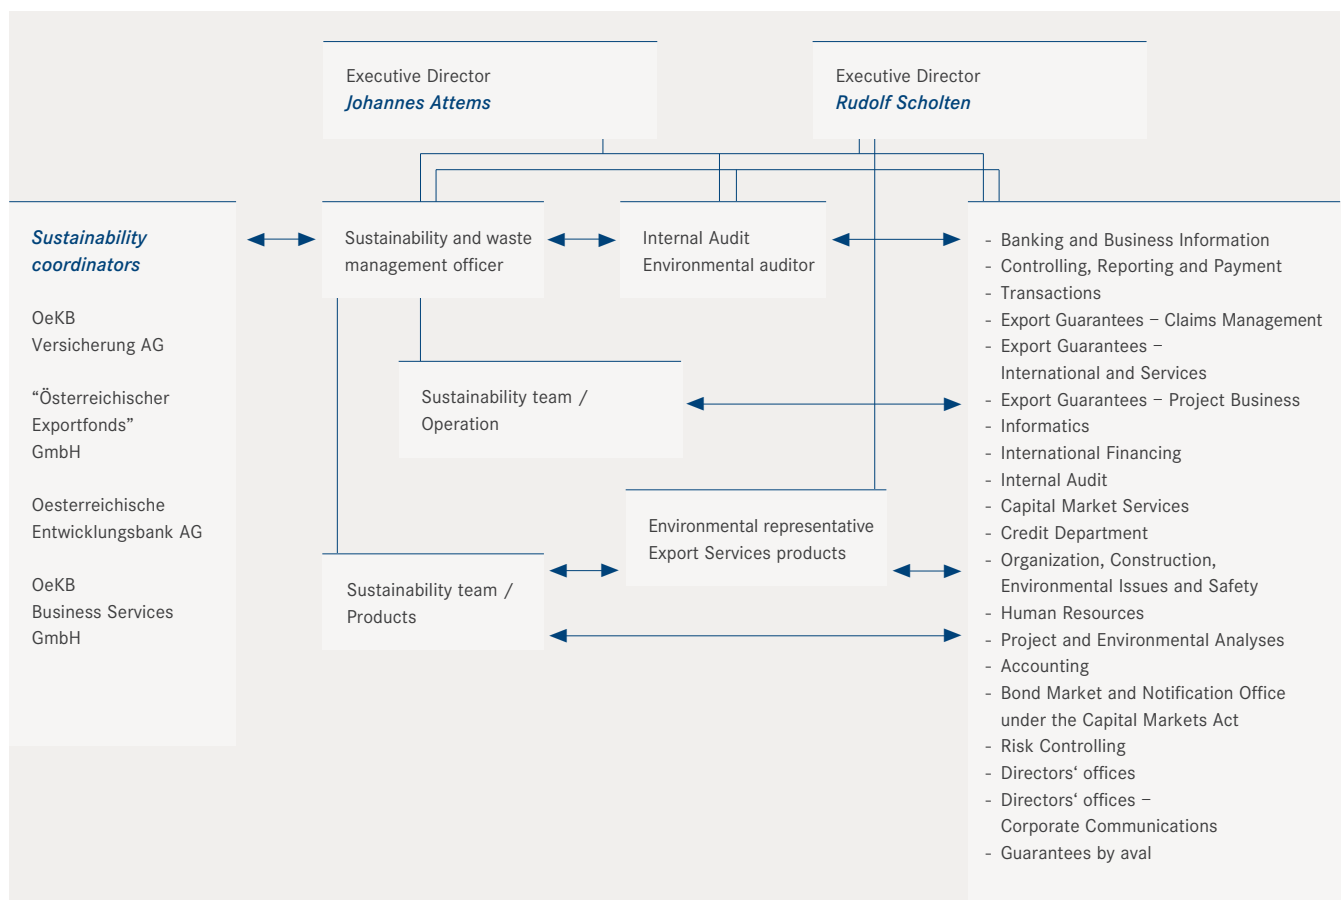 Executive Director
Johannes Attems
Executive Director
Rudolf Scholten
Sustainability
coordinators
OeKB
Versicherung AG
“Österreichischer
Exportfonds”
GmbH
Oesterreichische
Entwicklungsbank AG
OeKB
Business Services
GmbH
Sustainability and waste
management officer
Internal Audit
Environmental auditor
Sustainability team /
Operation
Environmental representative
Export Services products
Sustainability team /
Products
- Banking and Business Information
- Controlling, Reporting and Payment
- Transactions
- Export Guarantees – Claims Management
- Export Guarantees –
International and Services
- Export Guarantees – Project Business
- Informatics
- International Financing
- Internal Audit
- Capital Market Services
- Credit Department
- Organization, Construction,
Environmental Issues and Safety
- Human Resources
- Project and Environmental Analyses
- Accounting
- Bond Market and Notification Office
under the Capital Markets Act
- Risk Controlling
- Directors‘ offices
- Directors‘ offices –
Corporate Communications
- Guarantees by aval